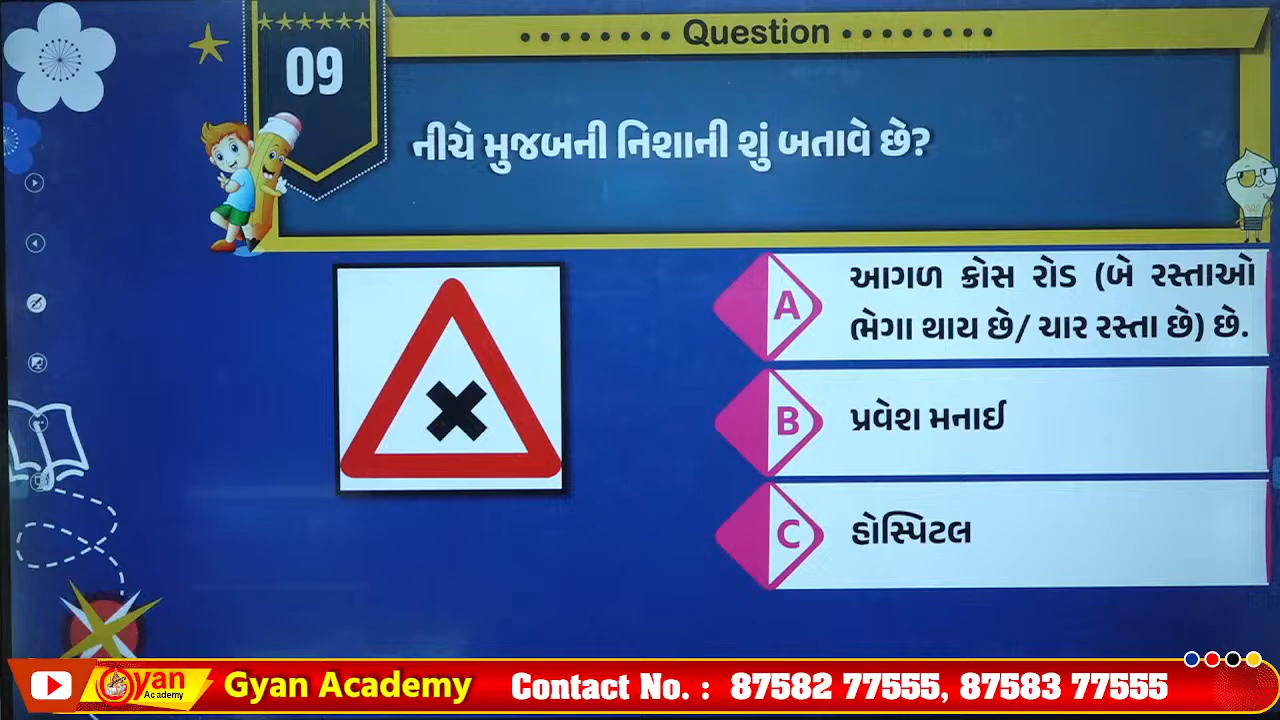 09
Question
નીચે મુજબની નિશાની શું બતાવે છે?
A
આગળ ક્રોસ રોડ (બે રસ્તાઓ
ભેગા થાય છે/ ચાર રસ્તા છે) છે.
B
પ્રવેશ મનાઈ
C
હોસ્પિટલ
Gyan
Academy
Gyan Academy
Contact No. : 87582 77555, 87583 77555